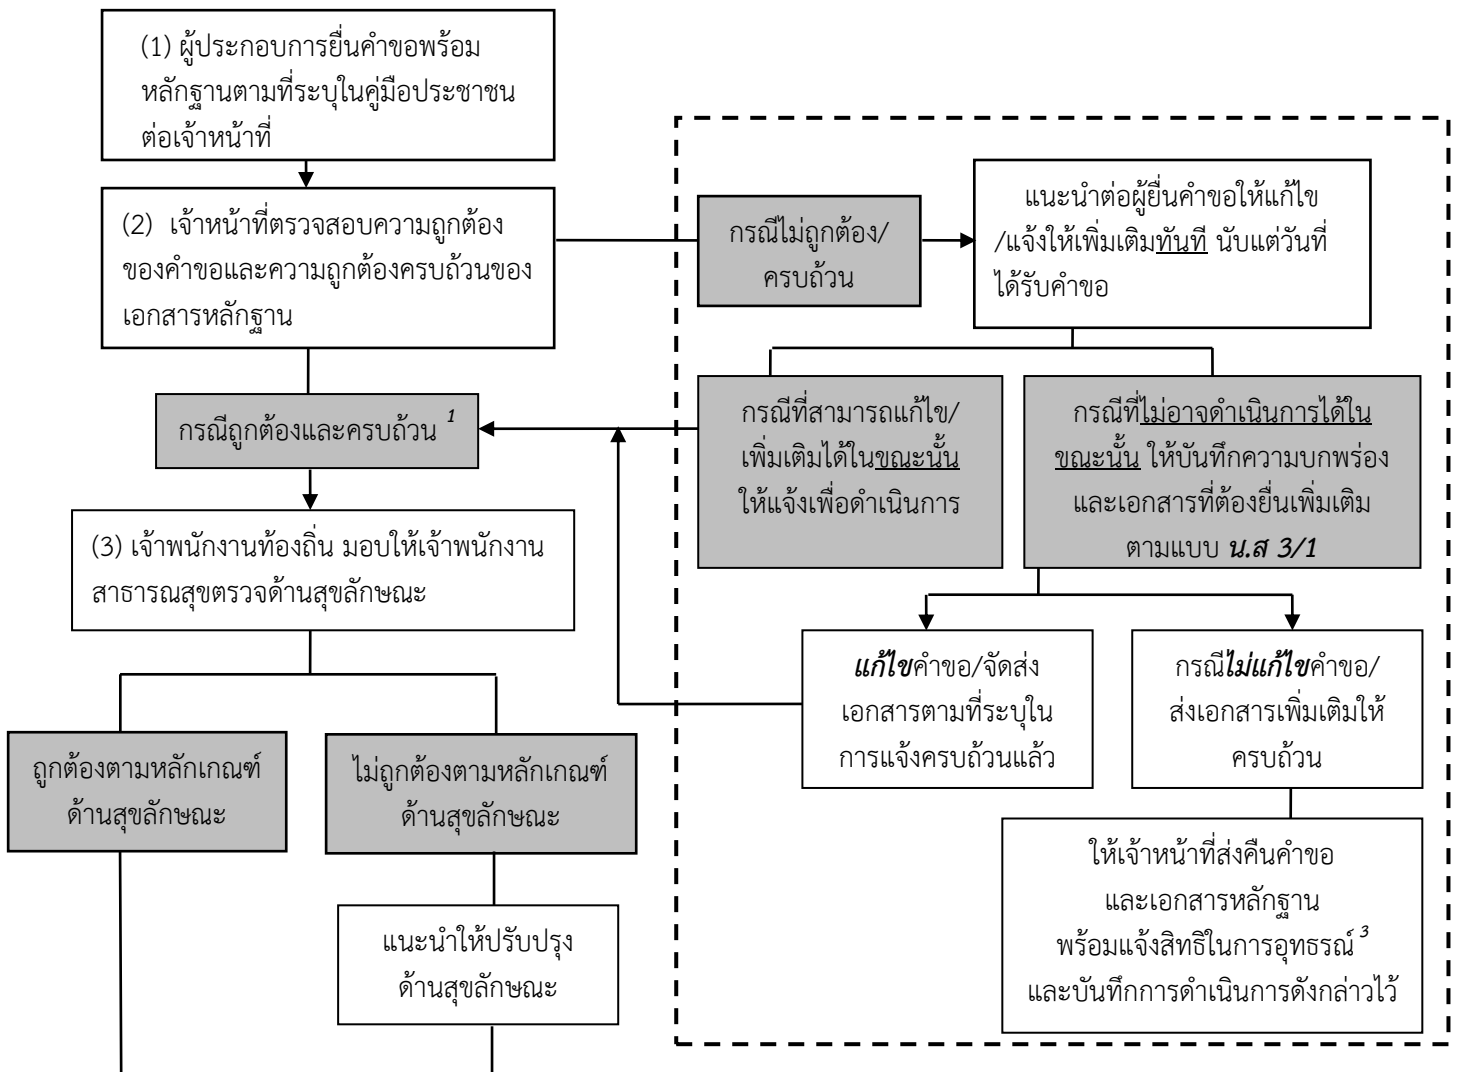 (1) ผู้ประกอบการยื่นคำขอพร้อม
หลักฐานตามที่ระบุในคู่มือประชาชน
ต่อเจ้าหน้าที่
(2) เจ้าหน้าที่ตรวจสอบความถูกต้อง
ของคำขอและความถูกต้องครบถ้วนของ
เอกสารหลักฐาน
กรณีไม่ถูกต้อง/
ครบถ้วน
แนะนำต่อผู้ยื่นคำขอให้แก้ไข
/แจ้งให้เพิ่มเติมทันที นับแต่วันที่
ได้รับคำขอ
กรณีถูกต้องและครบถ้วน 1
กรณีที่สามารถแก้ไข/
เพิ่มเติมได้ในขณะนั้น
ให้แจ้งเพื่อดำเนินการ
กรณีที่ไม่อาจดำเนินการได้ใน
ขณะนั้น ให้บันทึกความบกพร่อง
และเอกสารที่ต้องยื่นเพิ่มเติม
ตามแบบ น.ส 3/1
(3) เจ้าพนักงานท้องถิ่น มอบให้เจ้าพนักงาน
สาธารณสุขตรวจด้านสุขลักษณะ
แก้ไขคำขอ/จัดส่ง
เอกสารตามที่ระบุใน
การแจ้งครบถ้วนแล้ว
กรณีไม่แก้ไขคำขอ/
ส่งเอกสารเพิ่มเติมให้
ครบถ้วน
ถูกต้องตามหลักเกณฑ์
ด้านสุขลักษณะ
ไม่ถูกต้องตามหลักเกณฑ์
ด้านสุขลักษณะ
ให้เจ้าหน้าที่ส่งคืนคำขอ
และเอกสารหลักฐาน
พร้อมแจ้งสิทธิในการอุทธรณ์ 3
และบันทึกการดำเนินการดังกล่าวไว้
แนะนำให้ปรับปรุง
ด้านสุขลักษณะ